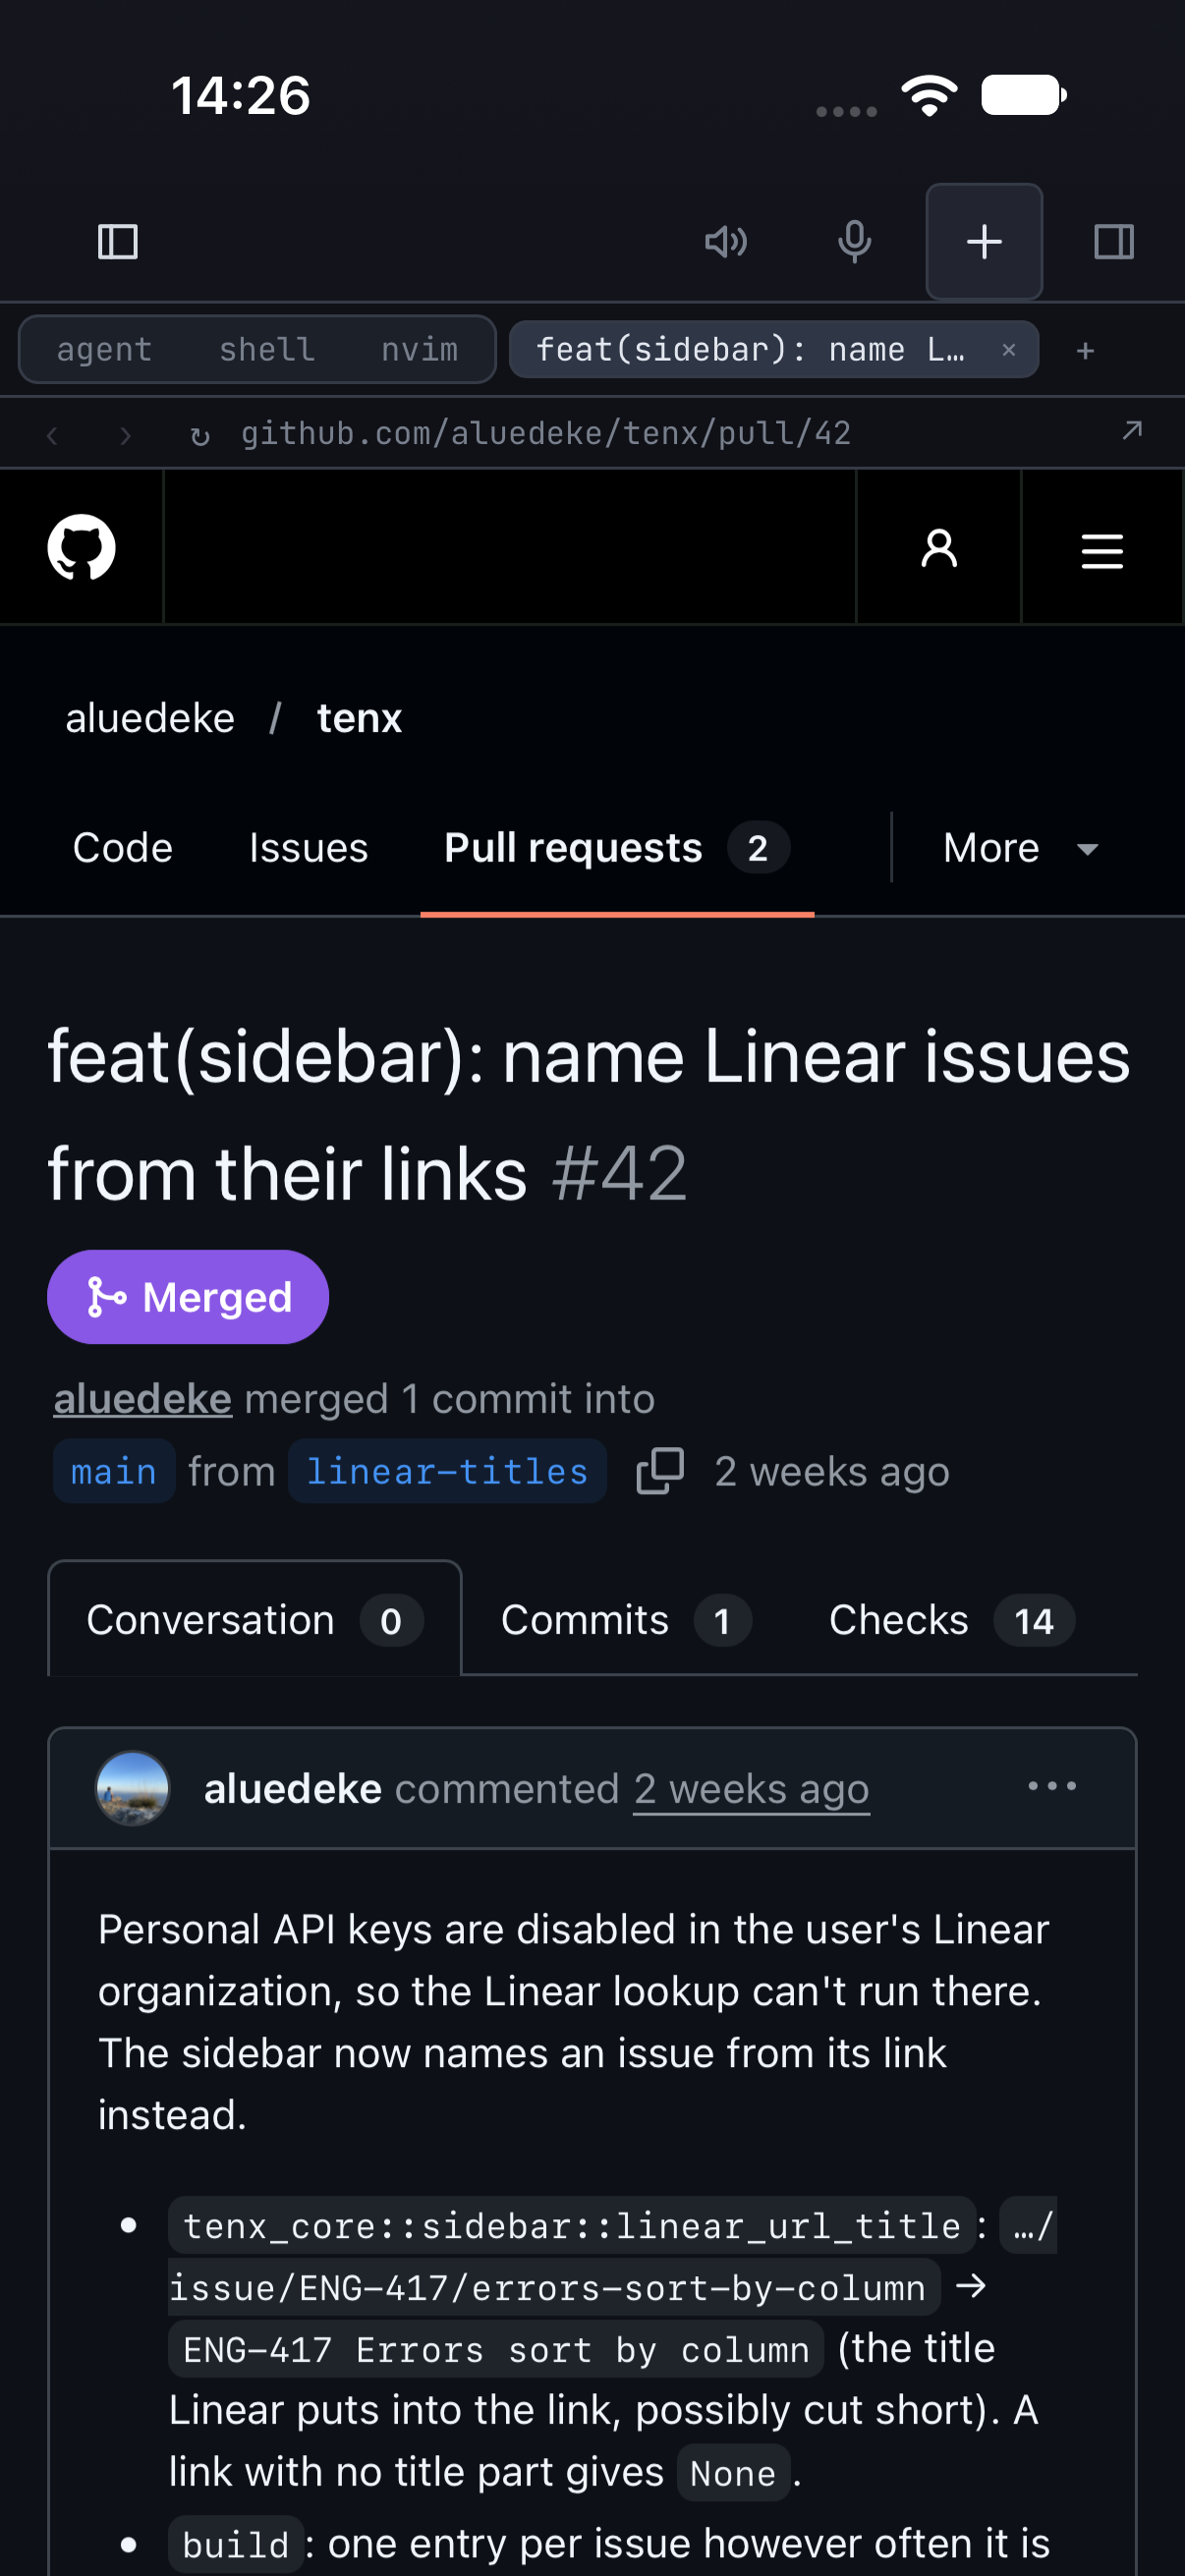 14:26
agent shell nvim feat(sidebar): name L… × +
github.com/aluedeke/tenx/pull/42
aluedeke / tenx
Code Issues Pull requests 2 More
feat(sidebar): name Linear issues
from their links #42
Merged
aluedeke merged 1 commit into
main from linear-titles 2 weeks ago
Conversation 0 Commits 1 Checks 14
aluedeke commented 2 weeks ago
Personal API keys are disabled in the user's Linear
organization, so the Linear lookup can't run there.
The sidebar now names an issue from its link
instead.
• tenx_core::sidebar::linear_url_title: …/
issue/ENG-417/errors-sort-by-column →
ENG-417 Errors sort by column (the title
Linear puts into the link, possibly cut short). A
link with no title part gives None.
• build: one entry per issue however often it is